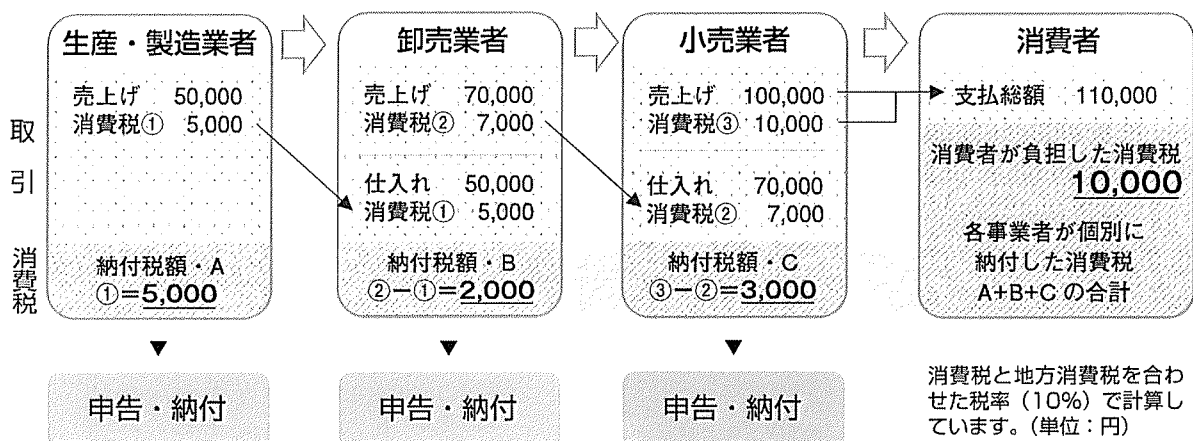 生産・製造業者
売上げ 50,000
消費税① 5,000
納付税額・A
①=5,000
申告・納付
卸売業者
売上げ 70,000
消費税② 7,000
仕入れ 50,000
消費税① 5,000
納付税額・B
②−①=2,000
申告・納付
小売業者
売上げ 100,000
消費税③ 10,000
仕入れ 70,000
消費税② 7,000
納付税額・C
③−②=3,000
申告・納付
消費者
支払総額 110,000
消費者が負担した消費税
10,000
各事業者が個別に
納付した消費税
A+B+C の合計
取引
消費税
消費税と地方消費税を合わ
せた税率（10%）で計算し
ています。（単位：円）